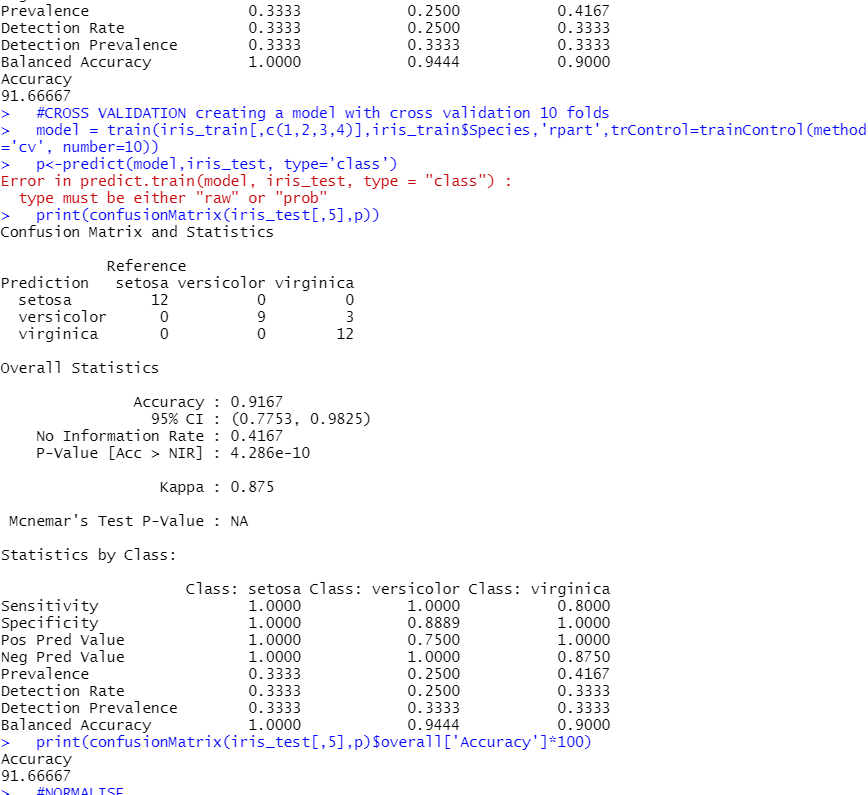 Prevalence                  0.3333            0.2500           0.4167
Detection Rate              0.3333            0.2500           0.3333
Detection Prevalence        0.3333            0.3333           0.3333
Balanced Accuracy           1.0000            0.9444           0.9000
Accuracy
91.66667
>   #CROSS VALIDATION creating a model with cross validation 10 folds
>   model = train(iris_train[,c(1,2,3,4)],iris_train$Species,'rpart',trControl=trainControl(method
='cv', number=10))
>   p<-predict(model,iris_test, type='class')
Error in predict.train(model, iris_test, type = "class") :
  type must be either "raw" or "prob"
>   print(confusionMatrix(iris_test[,5],p))
Confusion Matrix and Statistics

            Reference
Prediction   setosa versicolor virginica
  setosa         12          0         0
  versicolor      0          9         3
  virginica       0          0        12

Overall Statistics

               Accuracy : 0.9167
                 95% CI : (0.7753, 0.9825)
    No Information Rate : 0.4167
    P-Value [Acc > NIR] : 4.286e-10

                  Kappa : 0.875

 Mcnemar's Test P-Value : NA

Statistics by Class:

                     Class: setosa Class: versicolor Class: virginica
Sensitivity                 1.0000            1.0000           0.8000
Specificity                 1.0000            0.8889           1.0000
Pos Pred Value              1.0000            0.7500           1.0000
Neg Pred Value              1.0000            1.0000           0.8750
Prevalence                  0.3333            0.2500           0.4167
Detection Rate              0.3333            0.2500           0.3333
Detection Prevalence        0.3333            0.3333           0.3333
Balanced Accuracy           1.0000            0.9444           0.9000
>   print(confusionMatrix(iris_test[,5],p)$overall['Accuracy']*100)
Accuracy
91.66667
>   #NORMALISE